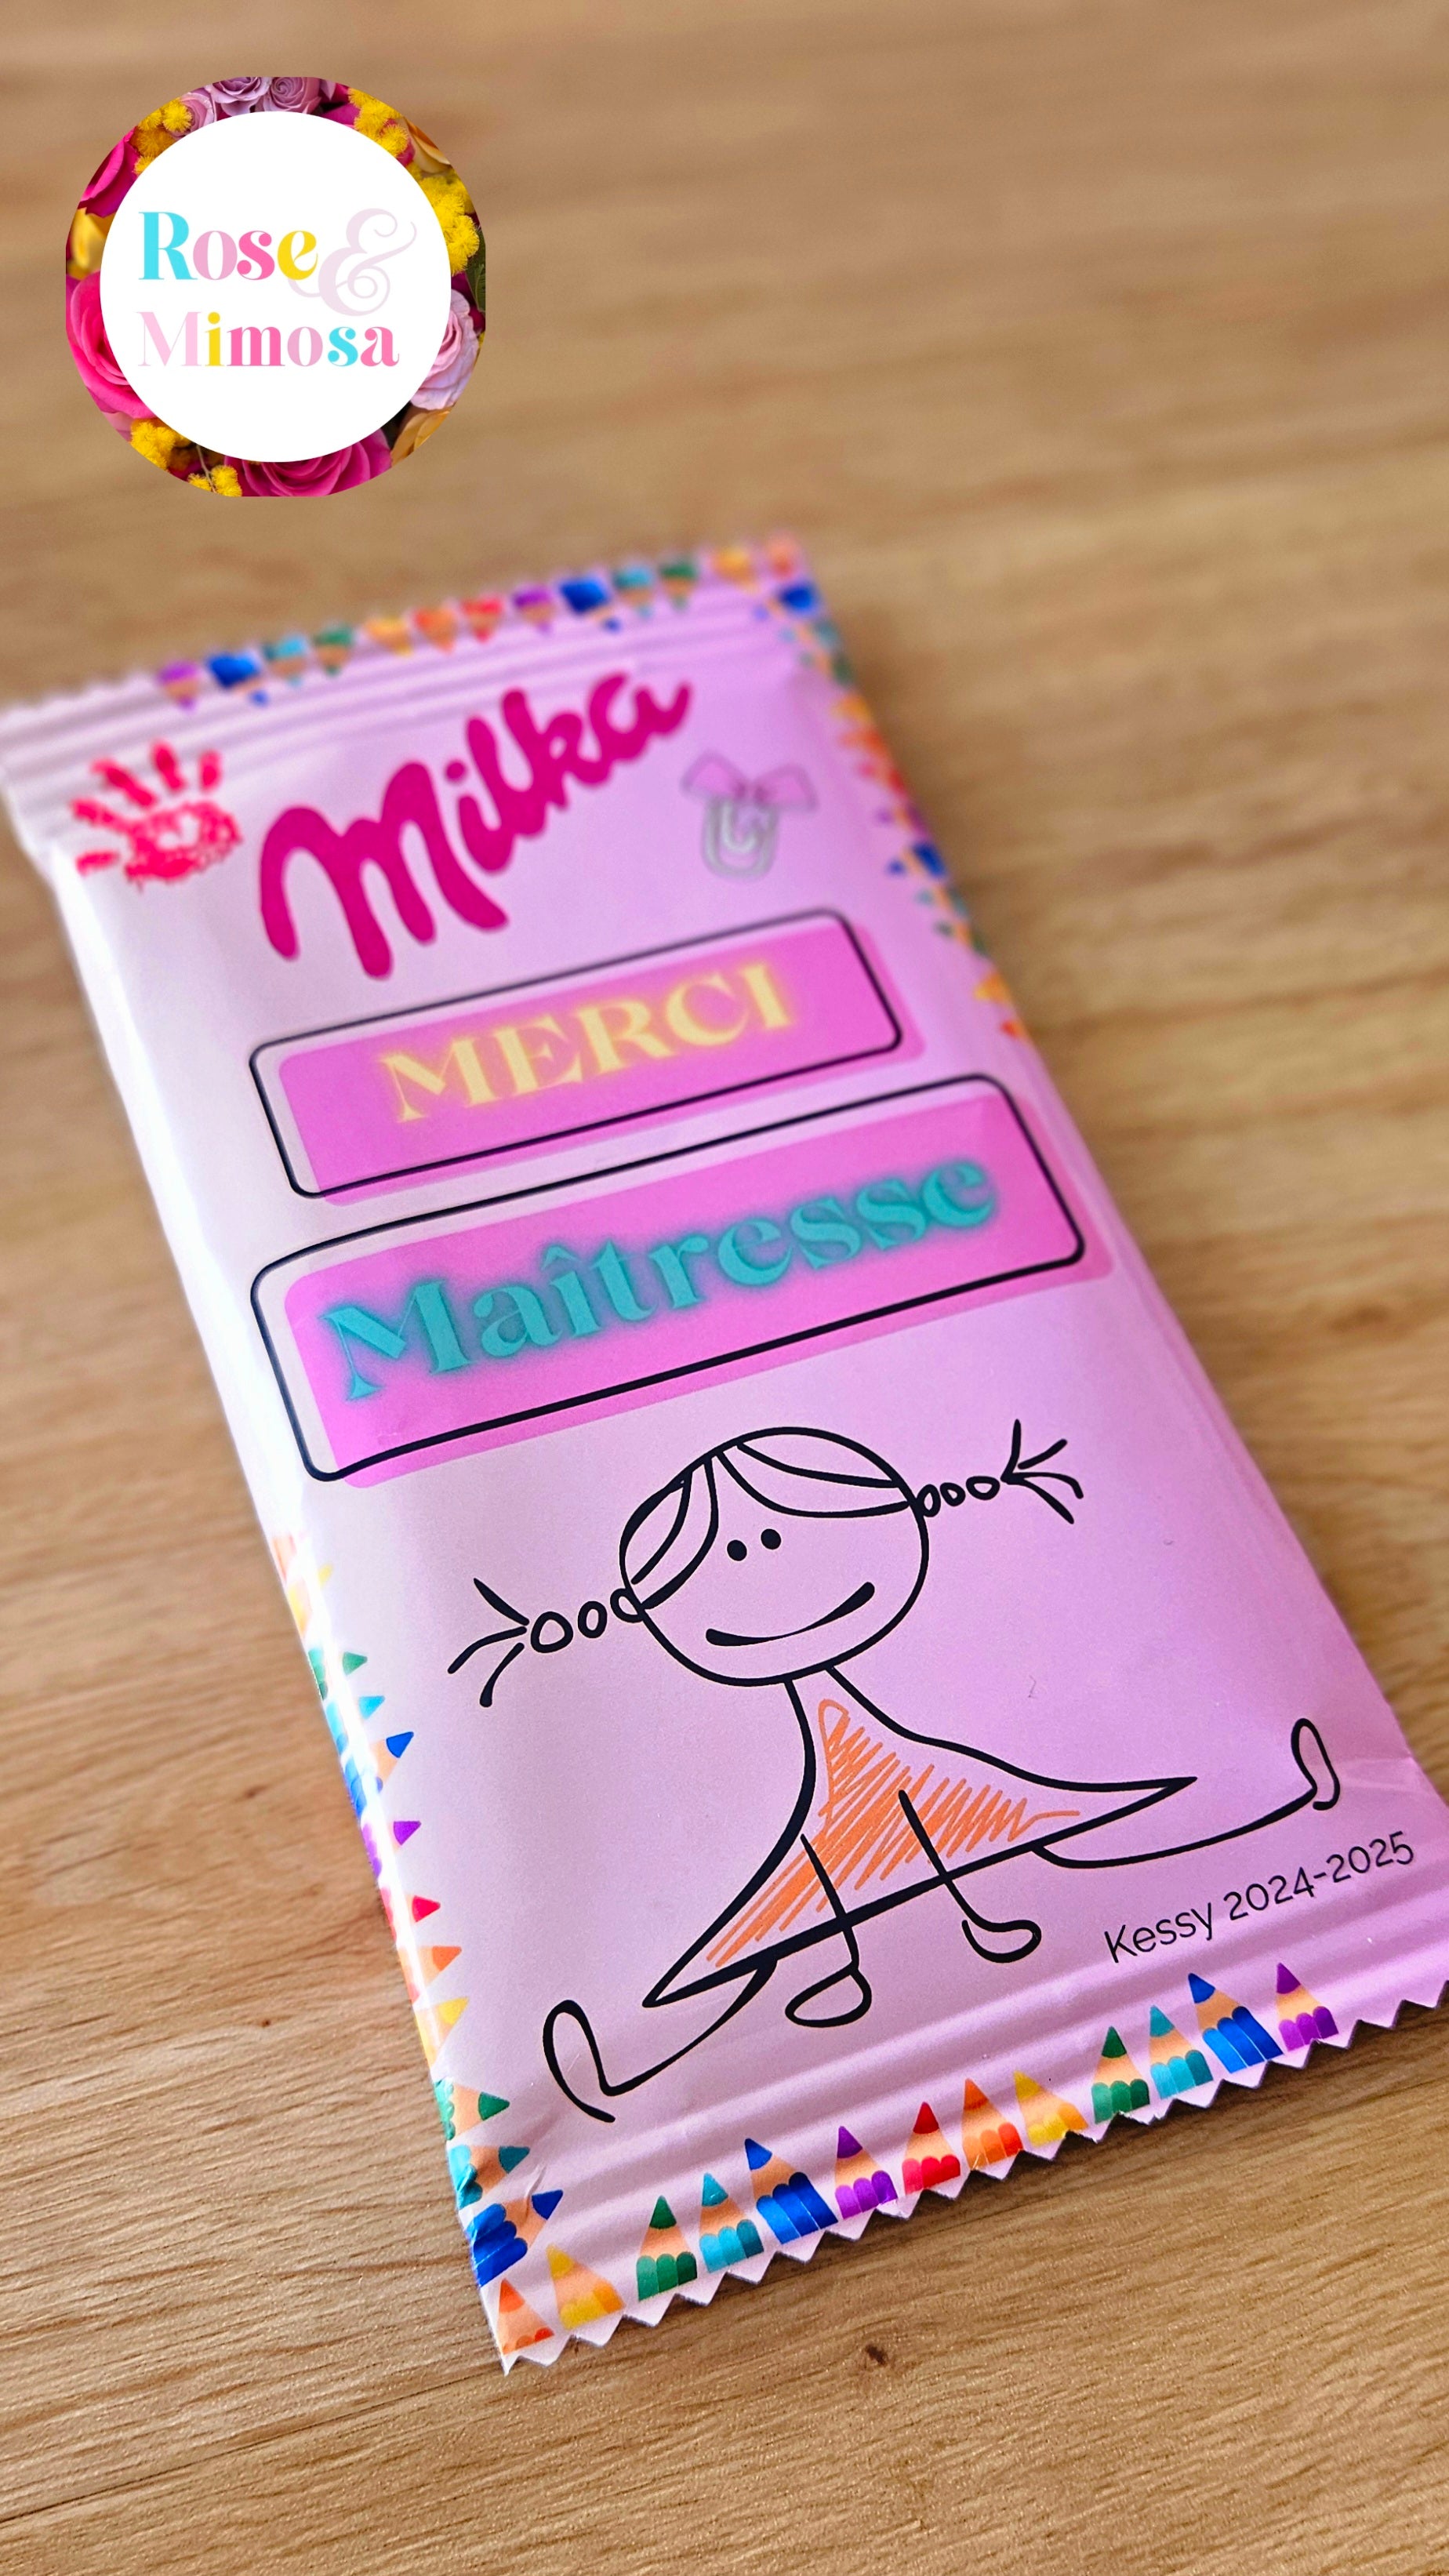 Rose &
Mimosa
Milka
MERCI
Maîtresse
Kessy 2024-2025